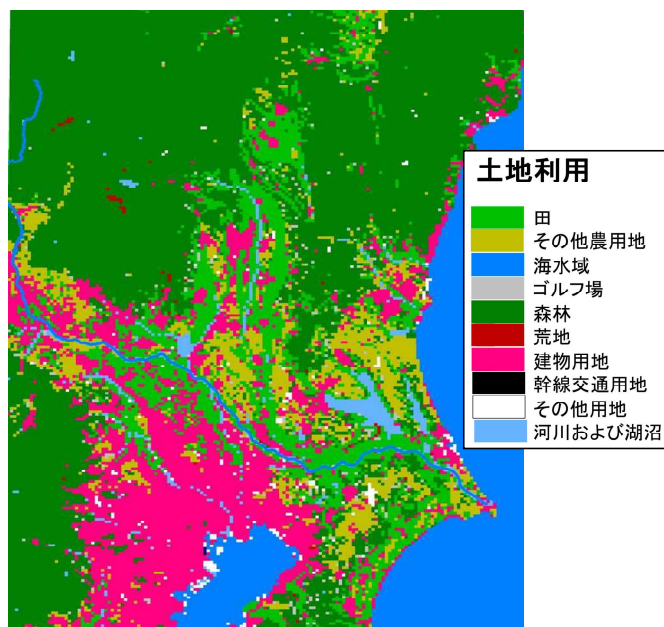 土地利用
田
その他農用地
海水域
ゴルフ場
森林
荒地
建物用地
幹線交通用地
その他用地
河川および湖沼